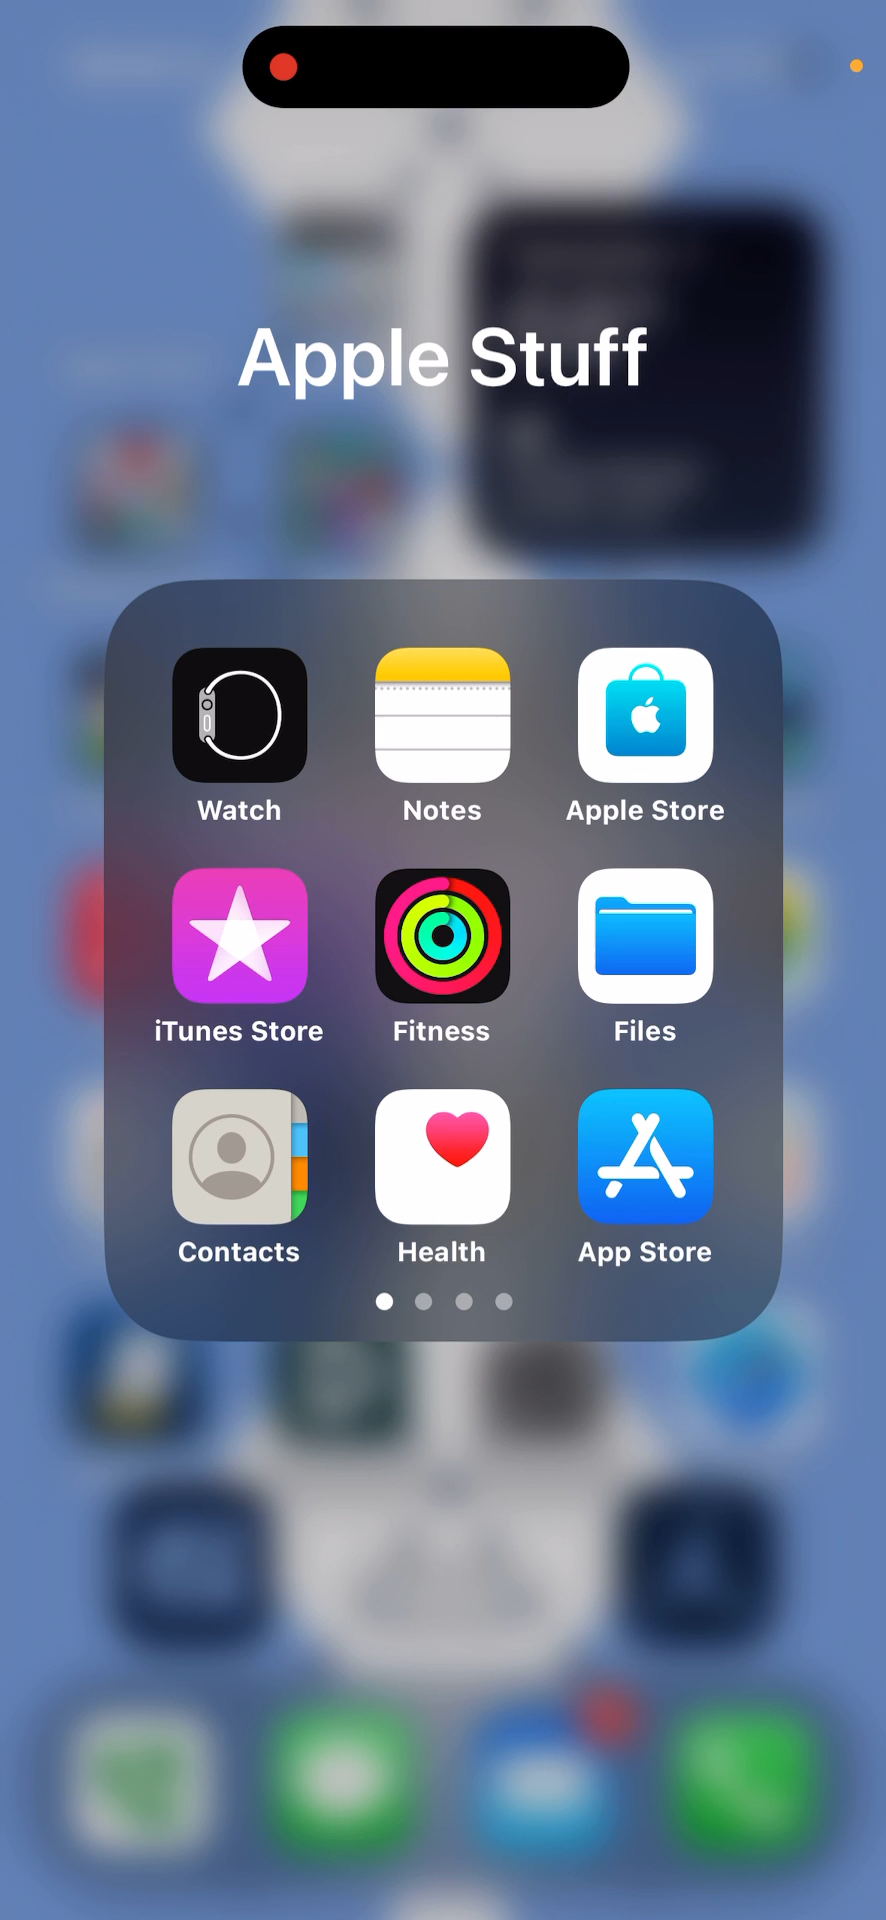 Apple Stuff
Watch
Notes
Apple Store
iTunes Store
Fitness
Files
Contacts
Health
App Store